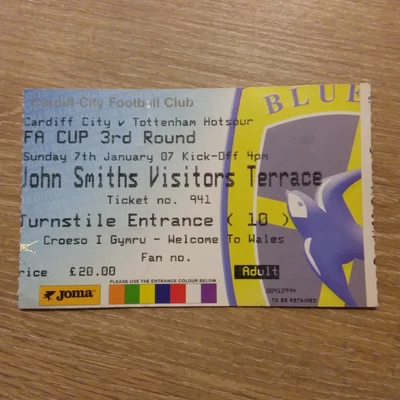 Cardiff City Football Club
BLUE
Cardiff City v Tottenham Hotspur
FA CUP 3rd Round
Sunday 7th January 07 Kick-Off 4pm
John Smiths Visitors Terrace
Ticket no. 941
Turnstile Entrance ( 10 )
Croeso I Gymru - Welcome To Wales
Fan no.
rice £20.00
Adult
PLEASE USE THE ENTRANCE COLOUR BELOW
Joma
00912994
TO BE RETAINED